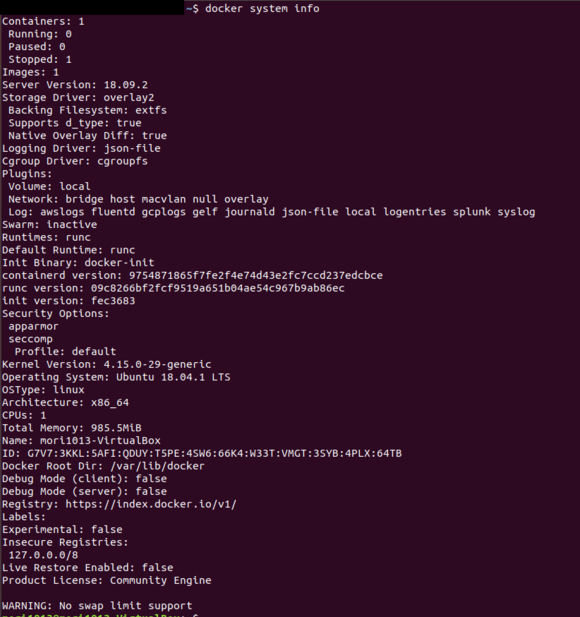 ~$ docker system info
Containers: 1
 Running: 0
 Paused: 0
 Stopped: 1
Images: 1
Server Version: 18.09.2
Storage Driver: overlay2
 Backing Filesystem: extfs
 Supports d_type: true
 Native Overlay Diff: true
Logging Driver: json-file
Cgroup Driver: cgroupfs
Plugins:
 Volume: local
 Network: bridge host macvlan null overlay
 Log: awslogs fluentd gcplogs gelf journald json-file local logentries splunk syslog
Swarm: inactive
Runtimes: runc
Default Runtime: runc
Init Binary: docker-init
containerd version: 9754871865f7fe2f4e74d43e2fc7ccd237edcbce
runc version: 09c8266bf2fcf9519a651b04ae54c967b9ab86ec
init version: fec3683
Security Options:
 apparmor
 seccomp
  Profile: default
Kernel Version: 4.15.0-29-generic
Operating System: Ubuntu 18.04.1 LTS
OSType: linux
Architecture: x86_64
CPUs: 1
Total Memory: 985.5MiB
Name: mori1013-VirtualBox
ID: G7V7:3KKL:5AFI:QDUY:T5PE:4SW6:66K4:W33T:VMGT:3SYB:4PLX:64TB
Docker Root Dir: /var/lib/docker
Debug Mode (client): false
Debug Mode (server): false
Registry: https://index.docker.io/v1/
Labels:
Experimental: false
Insecure Registries:
 127.0.0.0/8
Live Restore Enabled: false
Product License: Community Engine

WARNING: No swap limit support